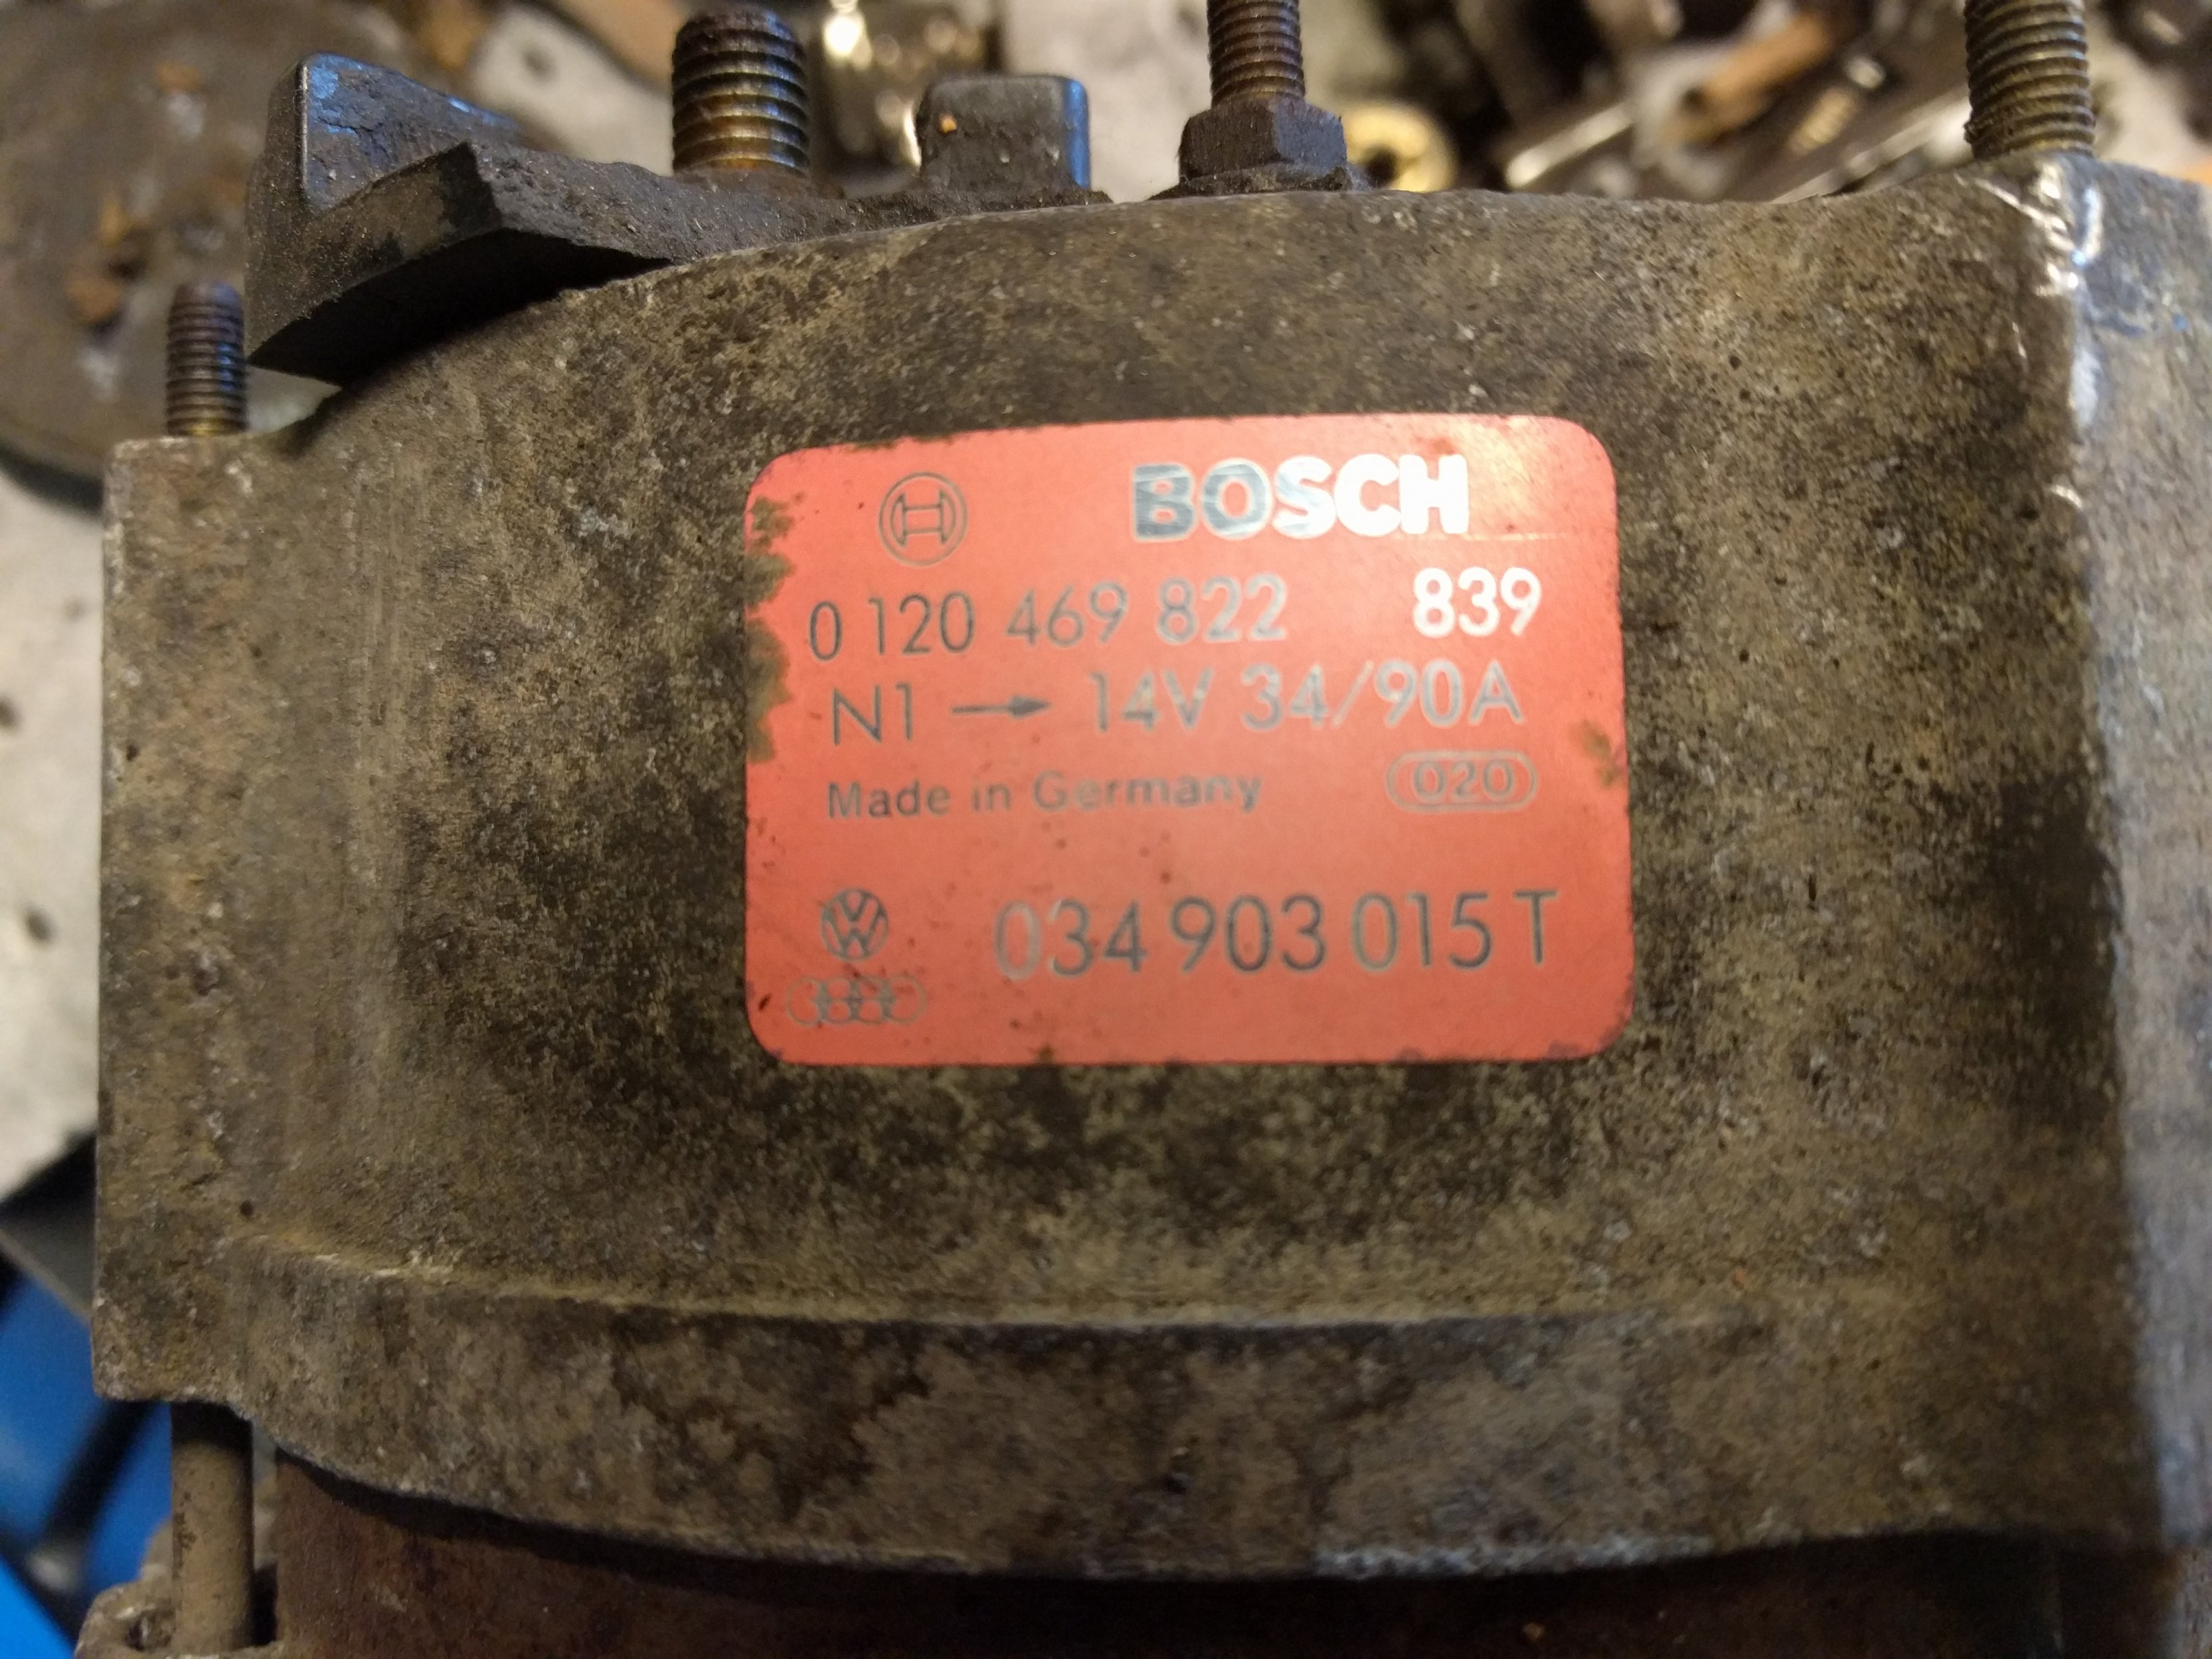 BOSCH
0 120 469 822 839
N1 → 14V 34/90A
Made in Germany 020
034 903 015 T